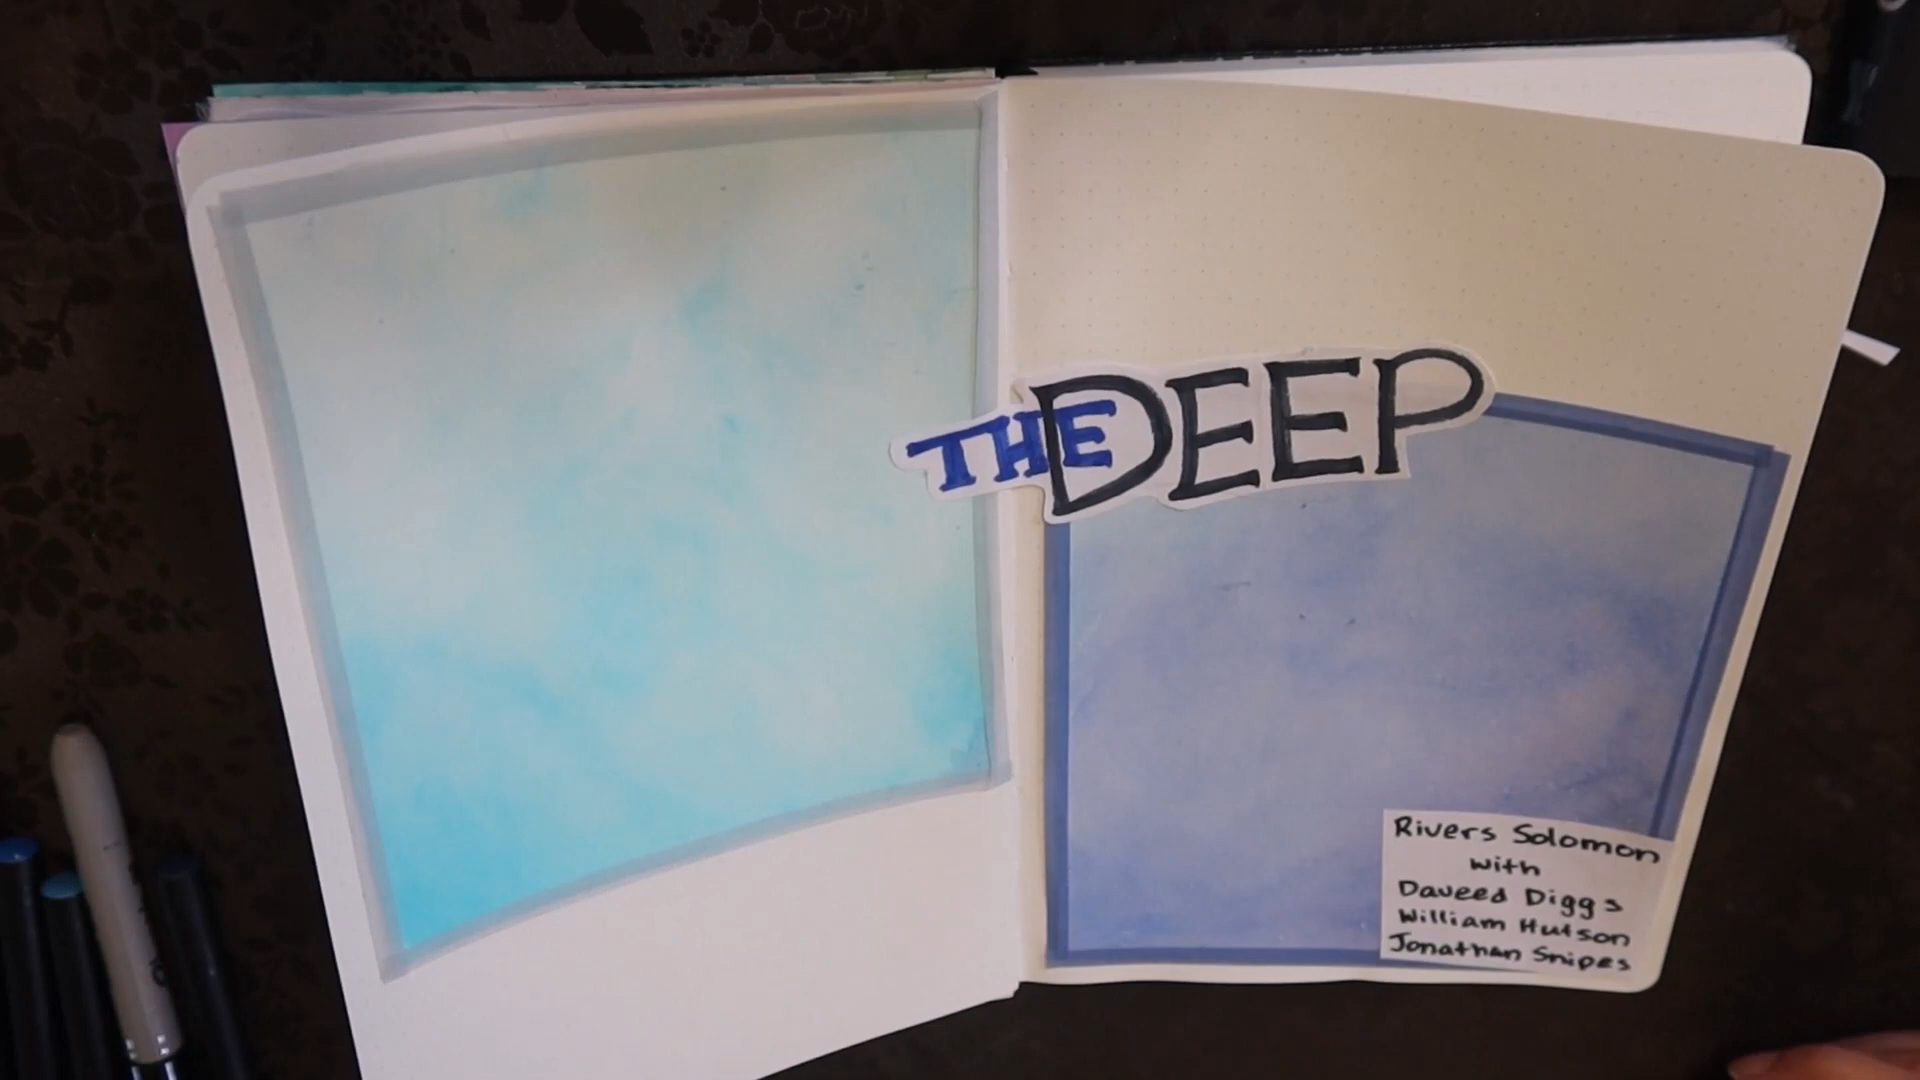 THE DEEP
Rivers Solomon
with
Daveed Diggs
William Hutson
Jonathan Snipes